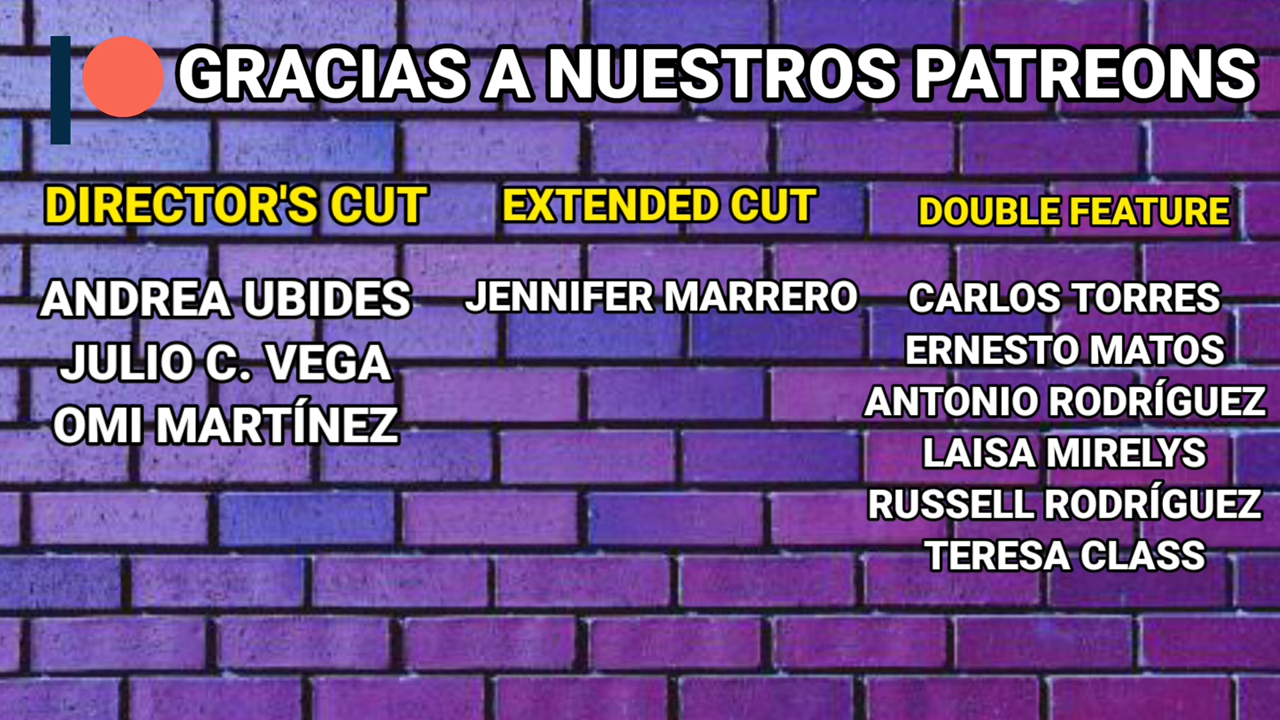 GRACIAS A NUESTROS PATREONS
DIRECTOR'S CUT
ANDREA UBIDES
JULIO C. VEGA
OMI MARTÍNEZ
EXTENDED CUT
JENNIFER MARRERO
DOUBLE FEATURE
CARLOS TORRES
ERNESTO MATOS
ANTONIO RODRÍGUEZ
LAISA MIRELYS
RUSSELL RODRÍGUEZ
TERESA CLASS